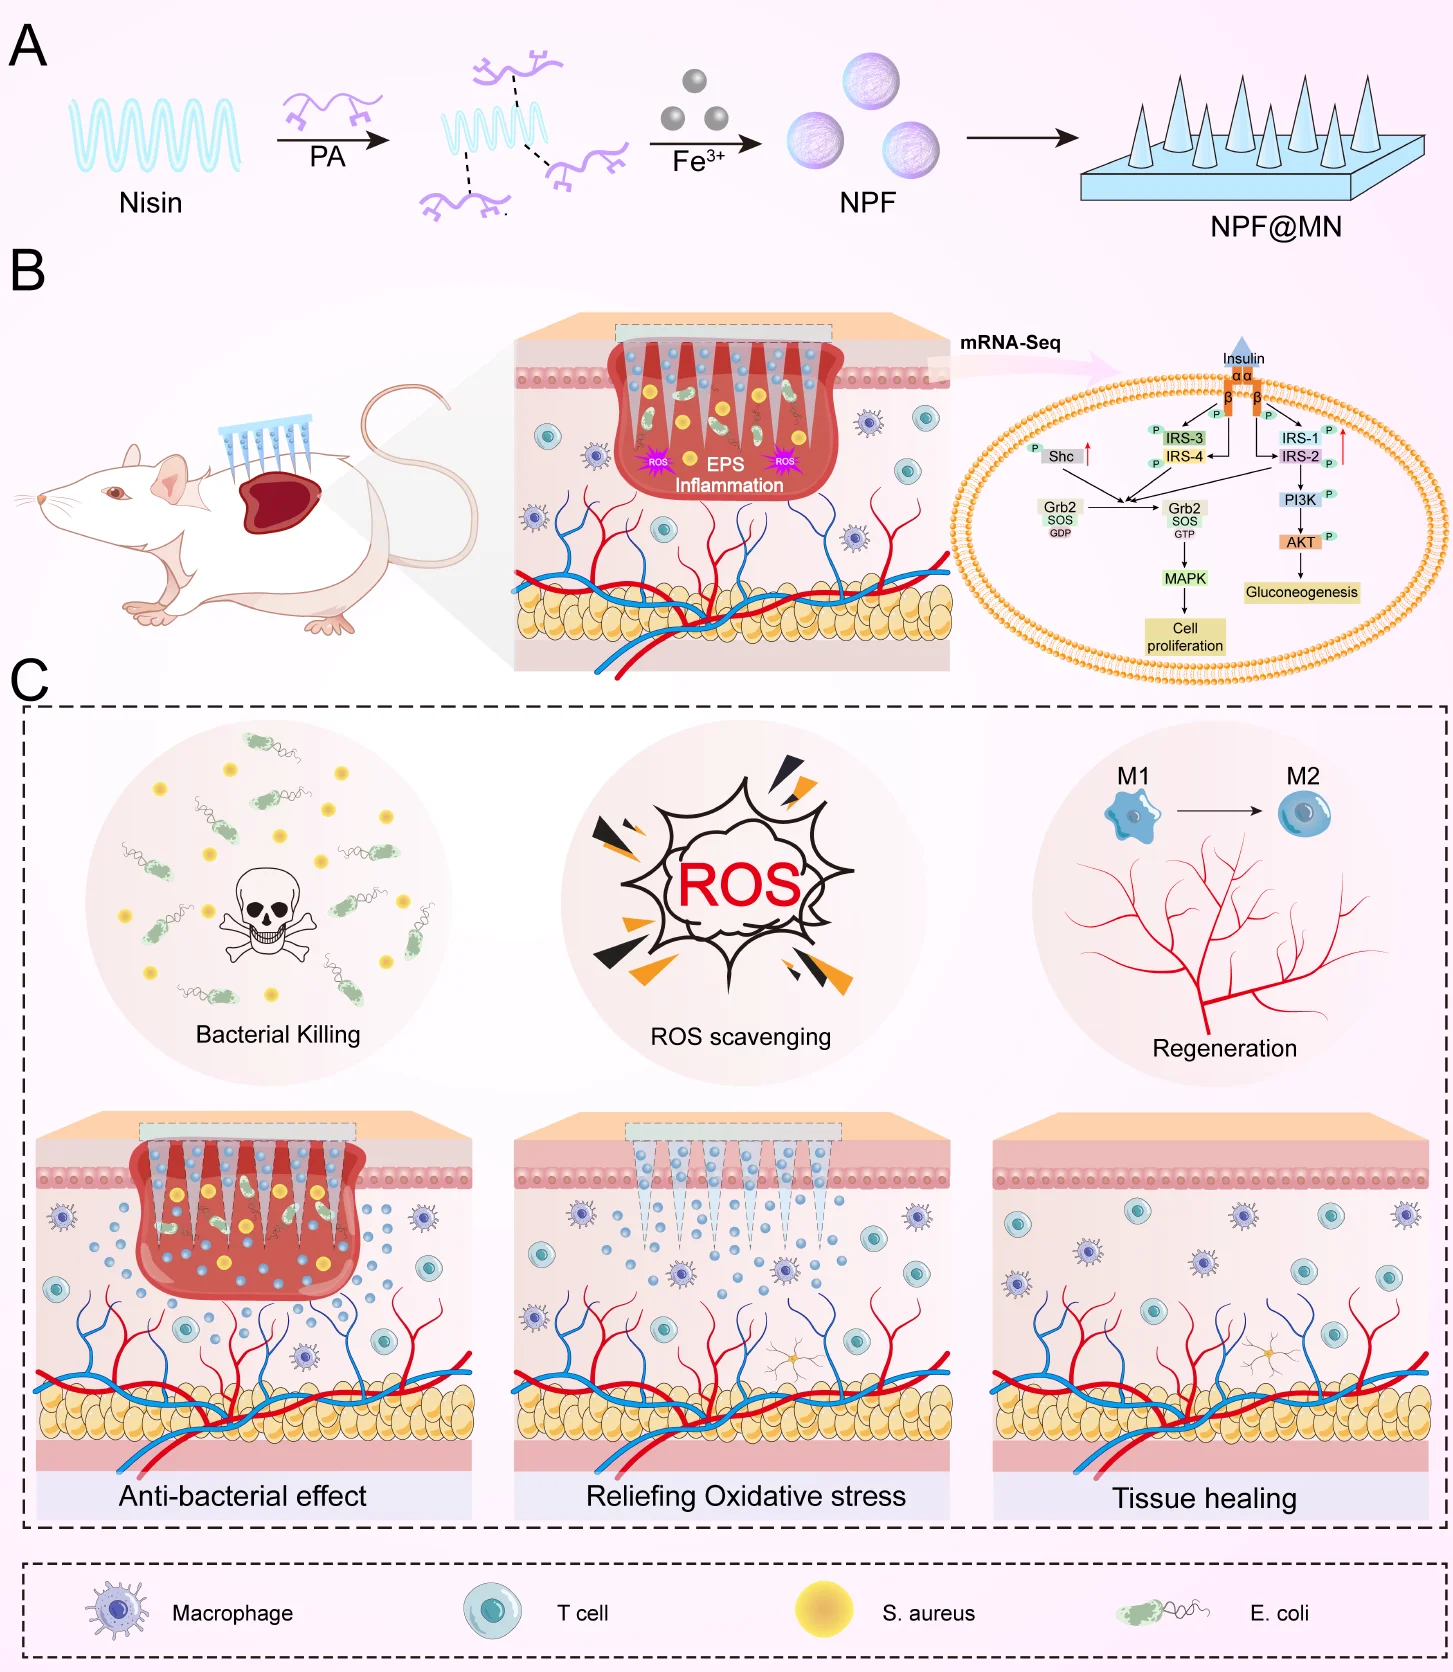 A
Nisin
PA
Fe³⁺
NPF
NPF@MN
B
mRNA-Seq
ROS
EPS
ROS
Inflammation
Insulin
α α
β β
P P
P IRS-3
IRS-1 P
P Shc
P IRS-4
IRS-2 P
Grb2
SOS
GDP
Grb2
SOS
GTP
PI3K P
AKT P
MAPK
Gluconeogenesis
Cell
proliferation
C
Bacterial Killing
ROS
ROS scavenging
M1
M2
Regeneration
Anti-bacterial effect
Reliefing Oxidative stress
Tissue healing
Macrophage
T cell
S. aureus
E. coli